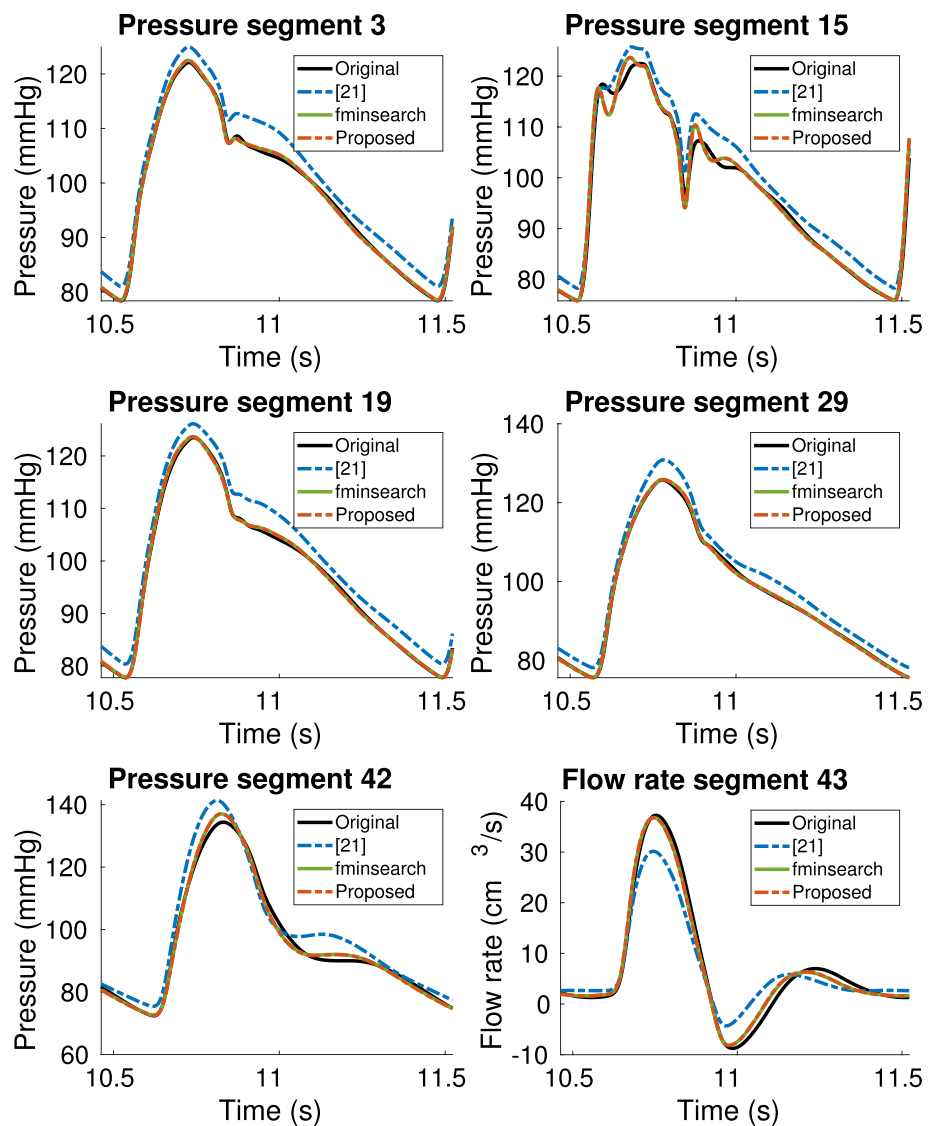 Pressure segment 3
Pressure (mmHg)
120
110
100
90
80
10.5
11
11.5
Time (s)
Original
[21]
fminsearch
Proposed
Pressure segment 15
Pressure (mmHg)
120
110
100
90
80
10.5
11
11.5
Time (s)
Original
[21]
fminsearch
Proposed
Pressure segment 19
Pressure (mmHg)
120
110
100
90
80
10.5
11
11.5
Time (s)
Original
[21]
fminsearch
Proposed
Pressure segment 29
Pressure (mmHg)
140
120
100
80
10.5
11
11.5
Time (s)
Original
[21]
fminsearch
Proposed
Pressure segment 42
Pressure (mmHg)
140
120
100
80
60
10.5
11
11.5
Time (s)
Original
[21]
fminsearch
Proposed
Flow rate segment 43
Flow rate (cm 3/s)
40
30
20
10
0
-10
10.5
11
11.5
Time (s)
Original
[21]
fminsearch
Proposed